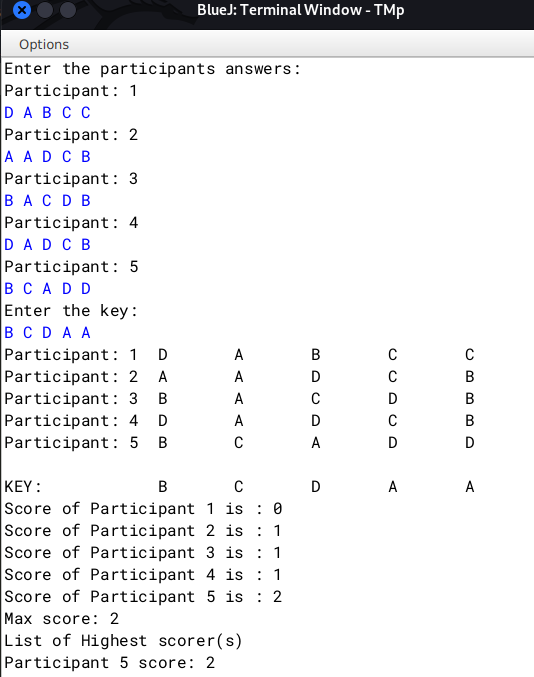 BlueJ: Terminal Window - TMp
Options
Enter the participants answers:
Participant: 1
D A B C C
Participant: 2
A A D C B
Participant: 3
B A C D B
Participant: 4
D A D C B
Participant: 5
B C A D D
Enter the key:
B C D A A
Participant: 1 D A B C C
Participant: 2 A A D C B
Participant: 3 B A C D B
Participant: 4 D A D C B
Participant: 5 B C A D D
KEY: B C D A A
Score of Participant 1 is : 0
Score of Participant 2 is : 1
Score of Participant 3 is : 1
Score of Participant 4 is : 1
Score of Participant 5 is : 2
Max score: 2
List of Highest scorer(s)
Participant 5 score: 2